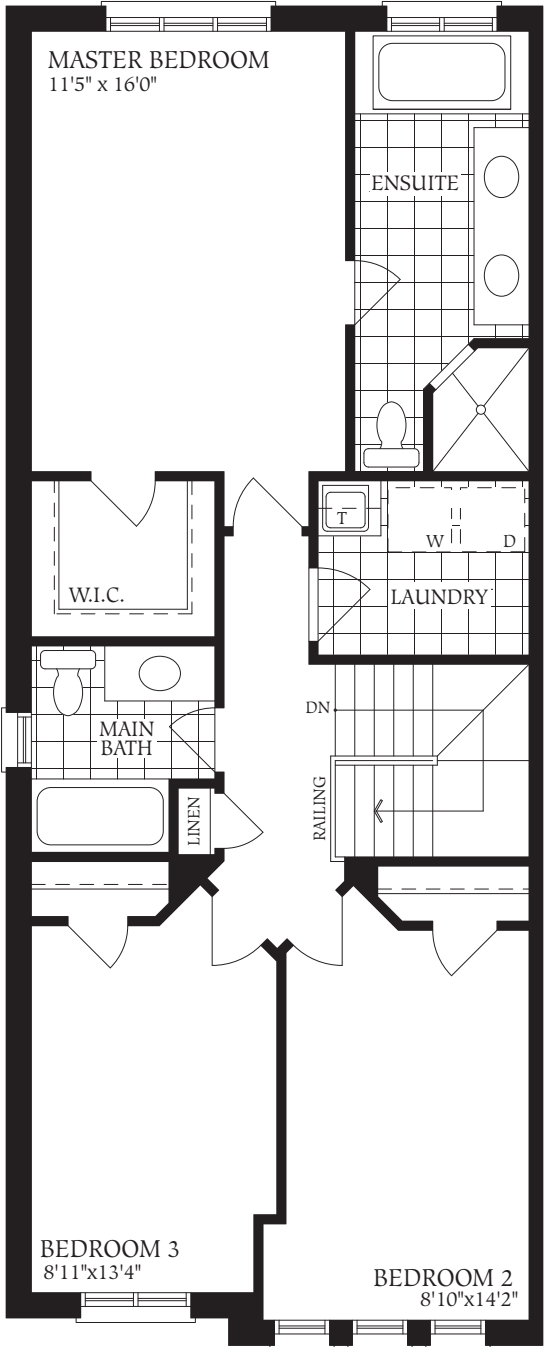 MASTER BEDROOM
11'5" x 16'0"
ENSUITE
T
W
D
W.I.C.
LAUNDRY
DN
MAIN
BATH
LINEN
RAILING
BEDROOM 3
8'11"x13'4"
BEDROOM 2
8'10"x14'2"